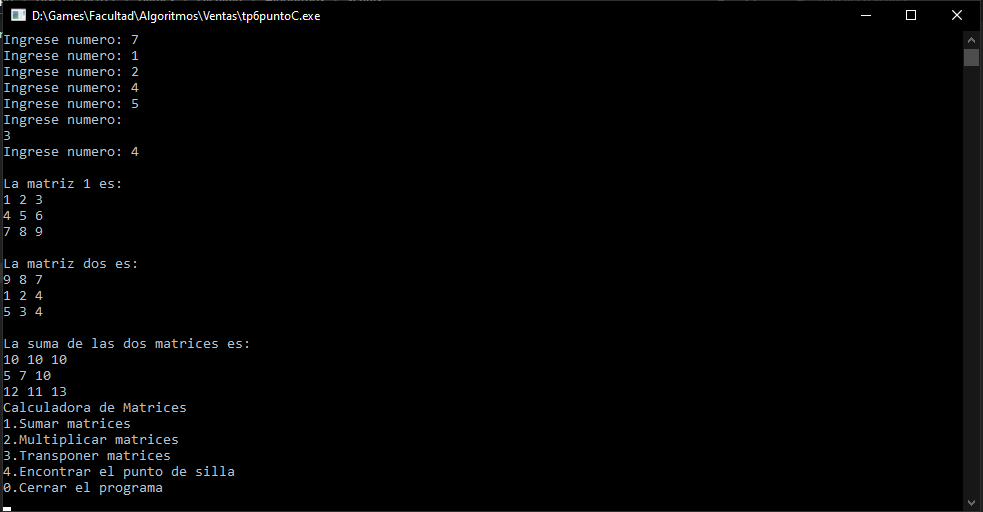 D:\Games\Facultad\Algoritmos\Ventas\tp6puntoC.exe
Ingrese numero: 7
Ingrese numero: 1
Ingrese numero: 2
Ingrese numero: 4
Ingrese numero: 5
Ingrese numero:
3
Ingrese numero: 4
La matriz 1 es:
1 2 3
4 5 6
7 8 9
La matriz dos es:
9 8 7
1 2 4
5 3 4
La suma de las dos matrices es:
10 10 10
5 7 10
12 11 13
Calculadora de Matrices
1.Sumar matrices
2.Multiplicar matrices
3.Transponer matrices
4.Encontrar el punto de silla
0.Cerrar el programa